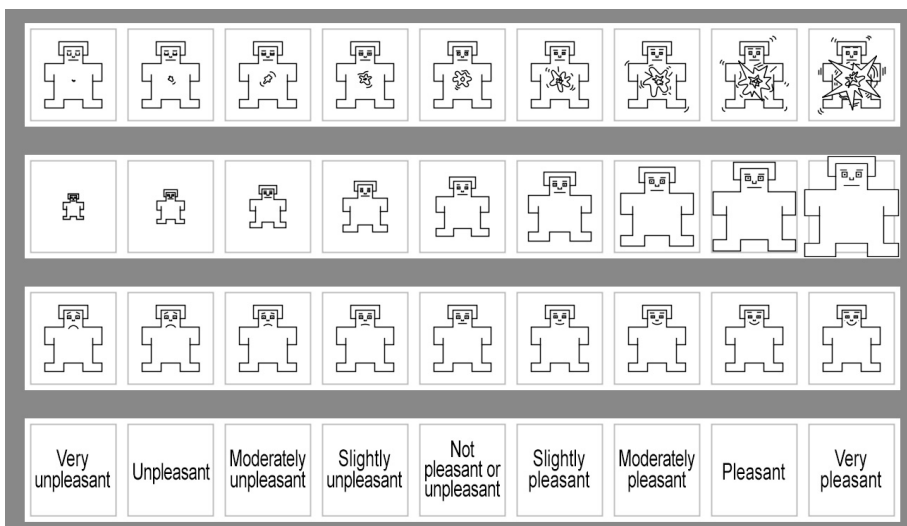 Very
unpleasant
Unpleasant
Moderately
unpleasant
Slightly
unpleasant
Not
pleasant or
unpleasant
Slightly
pleasant
Moderately
pleasant
Pleasant
Very
pleasant